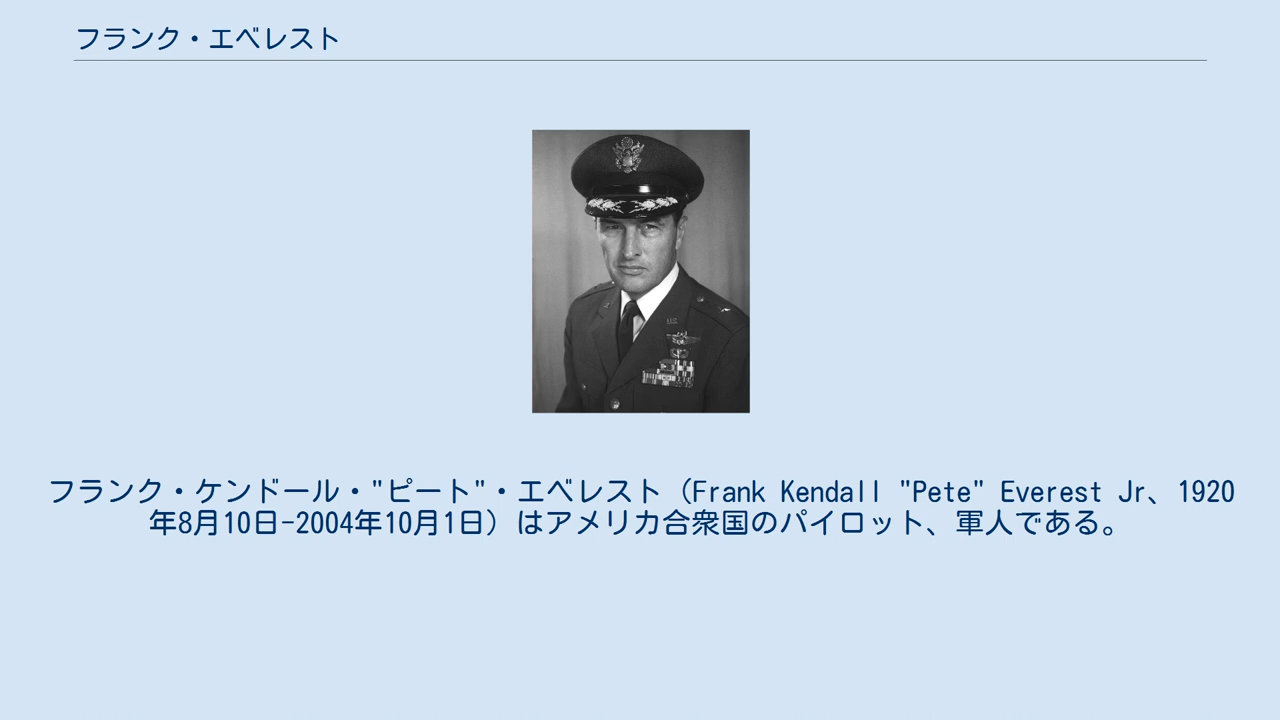 フランク・エベレスト
フランク・ケンドール・"ピート"・エベレスト（Frank Kendall "Pete" Everest Jr、1920
年8月10日-2004年10月1日）はアメリカ合衆国のパイロット、軍人である。